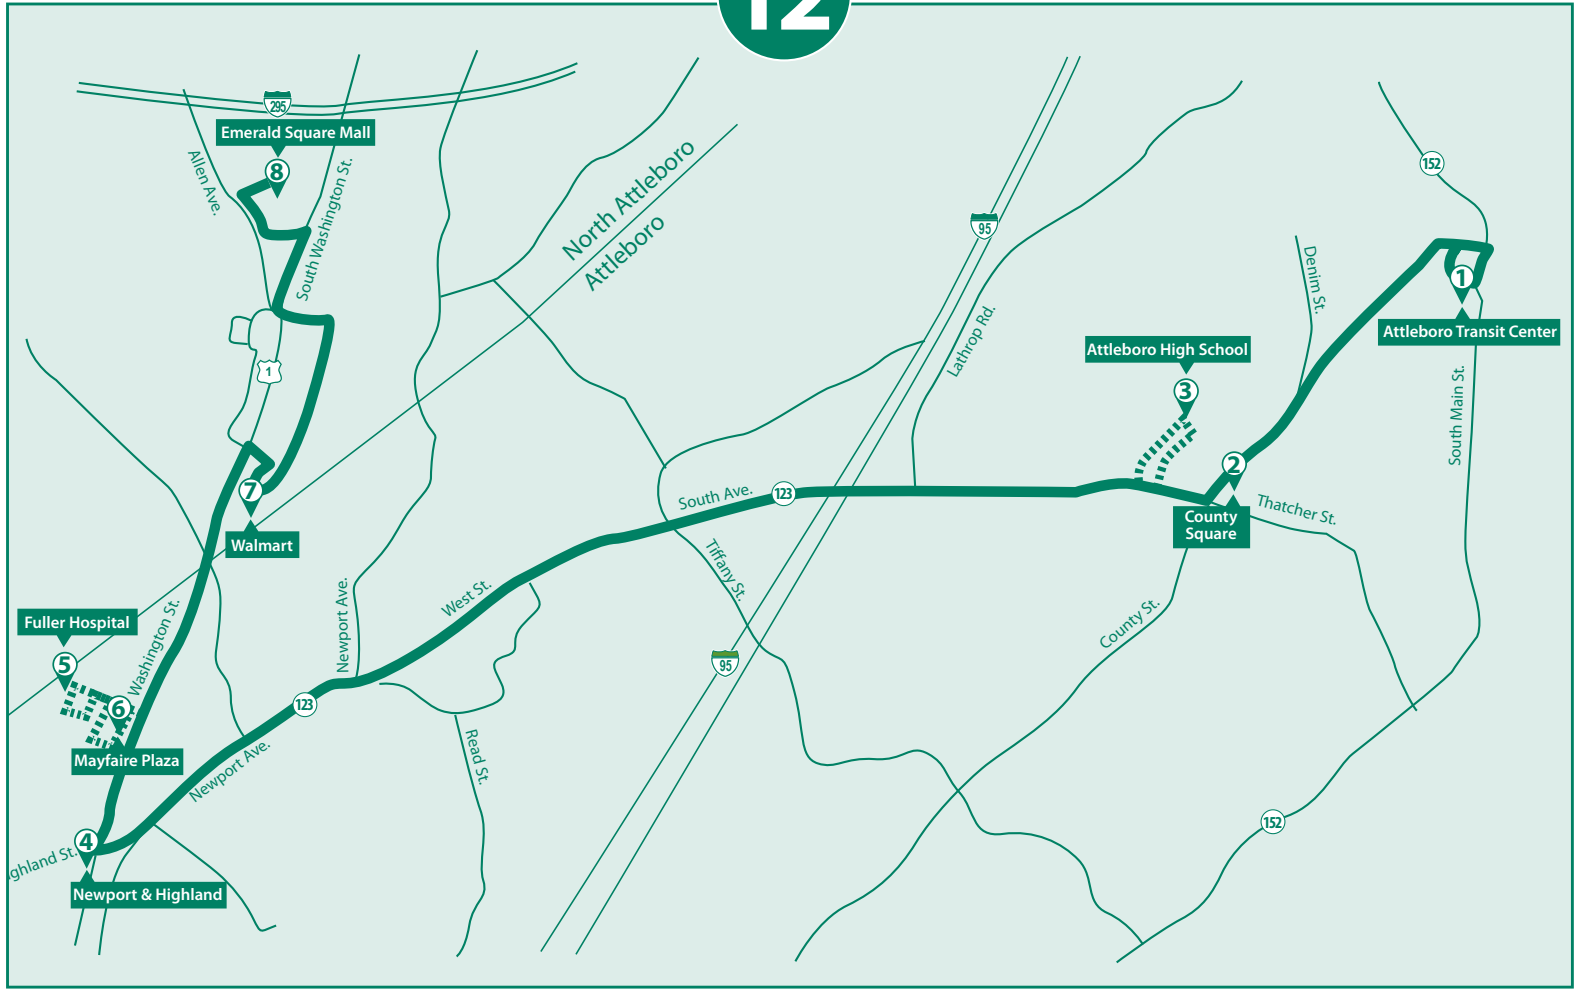 12
295
Emerald Square Mall
8
Allen Ave.
South Washington St.
North Attleboro
Attleboro
95
152
Denim St.
1
Attleboro Transit Center
Lathrop Rd.
Attleboro High School
3
1
South Main St.
2
7
South Ave.
123
Thatcher St.
County
Square
Walmart
Tiffany St.
West St.
Newport Ave.
Washington St.
County St.
Fuller Hospital
5
95
6
123
Mayfaire Plaza
Newport Ave.
Read St.
152
4
ghland St.
Newport & Highland